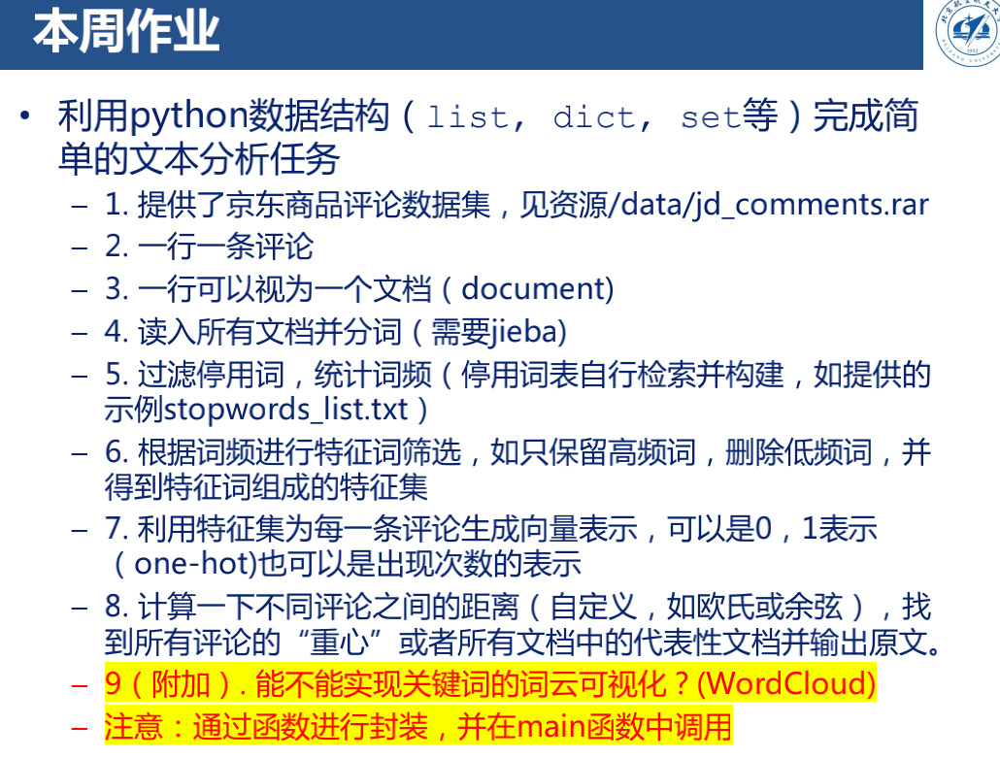 本周作业
• 利用python数据结构（list, dict, set等）完成简
单的文本分析任务
– 1. 提供了京东商品评论数据集，见资源/data/jd_comments.rar
– 2. 一行一条评论
– 3. 一行可以视为一个文档（document)
– 4. 读入所有文档并分词（需要jieba)
– 5. 过滤停用词，统计词频（停用词表自行检索并构建，如提供的
示例stopwords_list.txt）
– 6. 根据词频进行特征词筛选，如只保留高频词，删除低频词，并
得到特征词组成的特征集
– 7. 利用特征集为每一条评论生成向量表示，可以是0，1表示
（one-hot)也可以是出现次数的表示
– 8. 计算一下不同评论之间的距离（自定义，如欧氏或余弦），找
到所有评论的“重心”或者所有文档中的代表性文档并输出原文。
– 9（附加）. 能不能实现关键词的词云可视化？(WordCloud)
– 注意：通过函数进行封装，并在main函数中调用